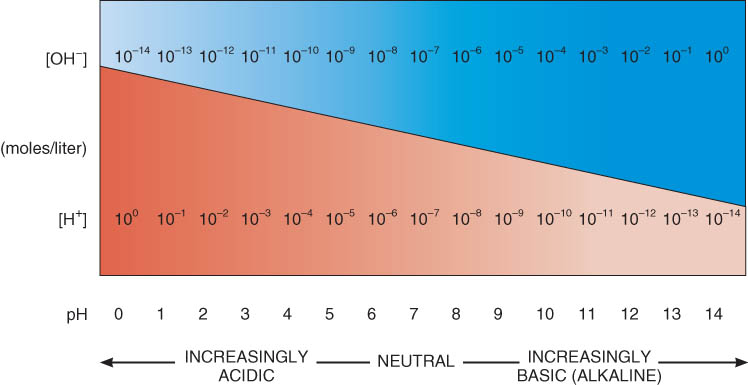 [OH⁻] 10⁻¹⁴ 10⁻¹³ 10⁻¹² 10⁻¹¹ 10⁻¹⁰ 10⁻⁹ 10⁻⁸ 10⁻⁷ 10⁻⁶ 10⁻⁵ 10⁻⁴ 10⁻³ 10⁻² 10⁻¹ 10⁰
(moles/liter)
[H⁺] 10⁰ 10⁻¹ 10⁻² 10⁻³ 10⁻⁴ 10⁻⁵ 10⁻⁶ 10⁻⁷ 10⁻⁸ 10⁻⁹ 10⁻¹⁰ 10⁻¹¹ 10⁻¹² 10⁻¹³ 10⁻¹⁴
pH 0 1 2 3 4 5 6 7 8 9 10 11 12 13 14
INCREASINGLY
ACIDIC
NEUTRAL
INCREASINGLY
BASIC (ALKALINE)